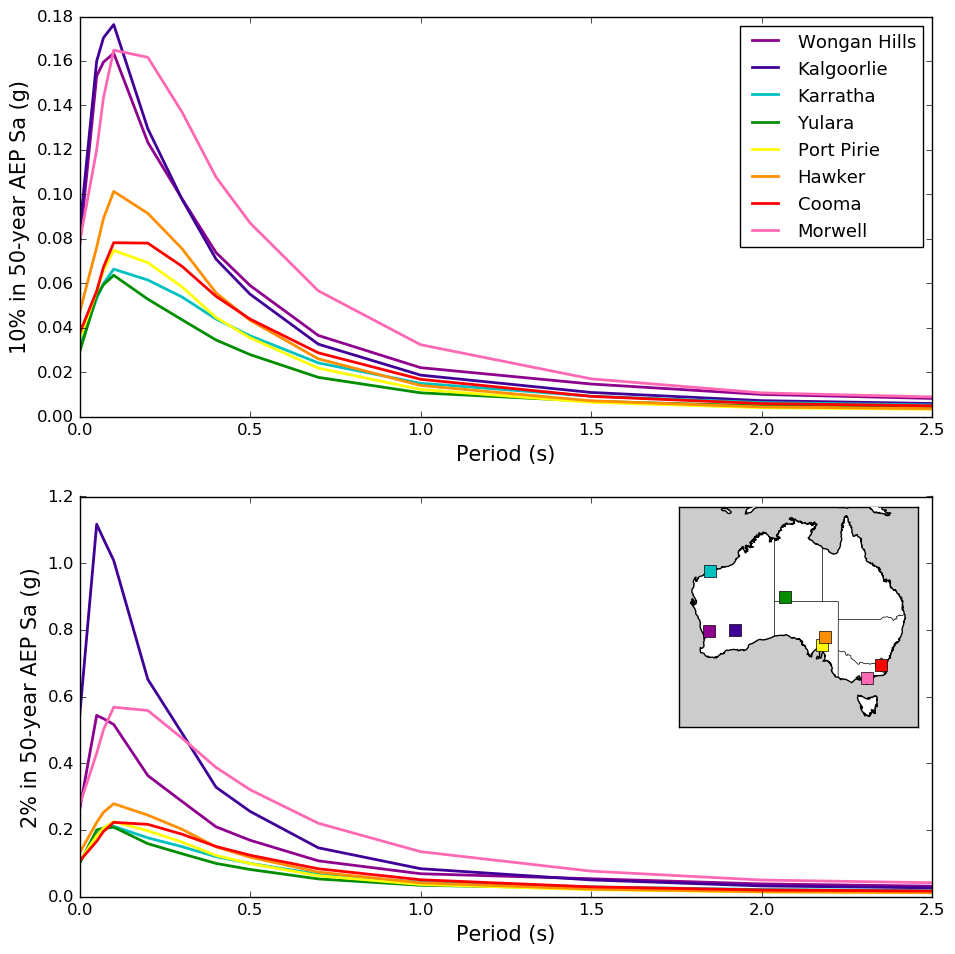 0.18
0.16
0.14
0.12
0.10
0.08
0.06
0.04
0.02
0.00
10% in 50-year AEP Sa (g)
Wongan Hills
Kalgoorlie
Karratha
Yulara
Port Pirie
Hawker
Cooma
Morwell
0.0 0.5 1.0 1.5 2.0 2.5
Period (s)
1.2
1.0
0.8
0.6
0.4
0.2
0.0
2% in 50-year AEP Sa (g)
0.0 0.5 1.0 1.5 2.0 2.5
Period (s)